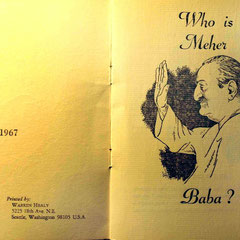 1967
Printed by:
WARREN HEALY
5225 18th Ave. N.E.
Seattle, Washington 98105 U.S.A
Who is
Meher
Baba ?